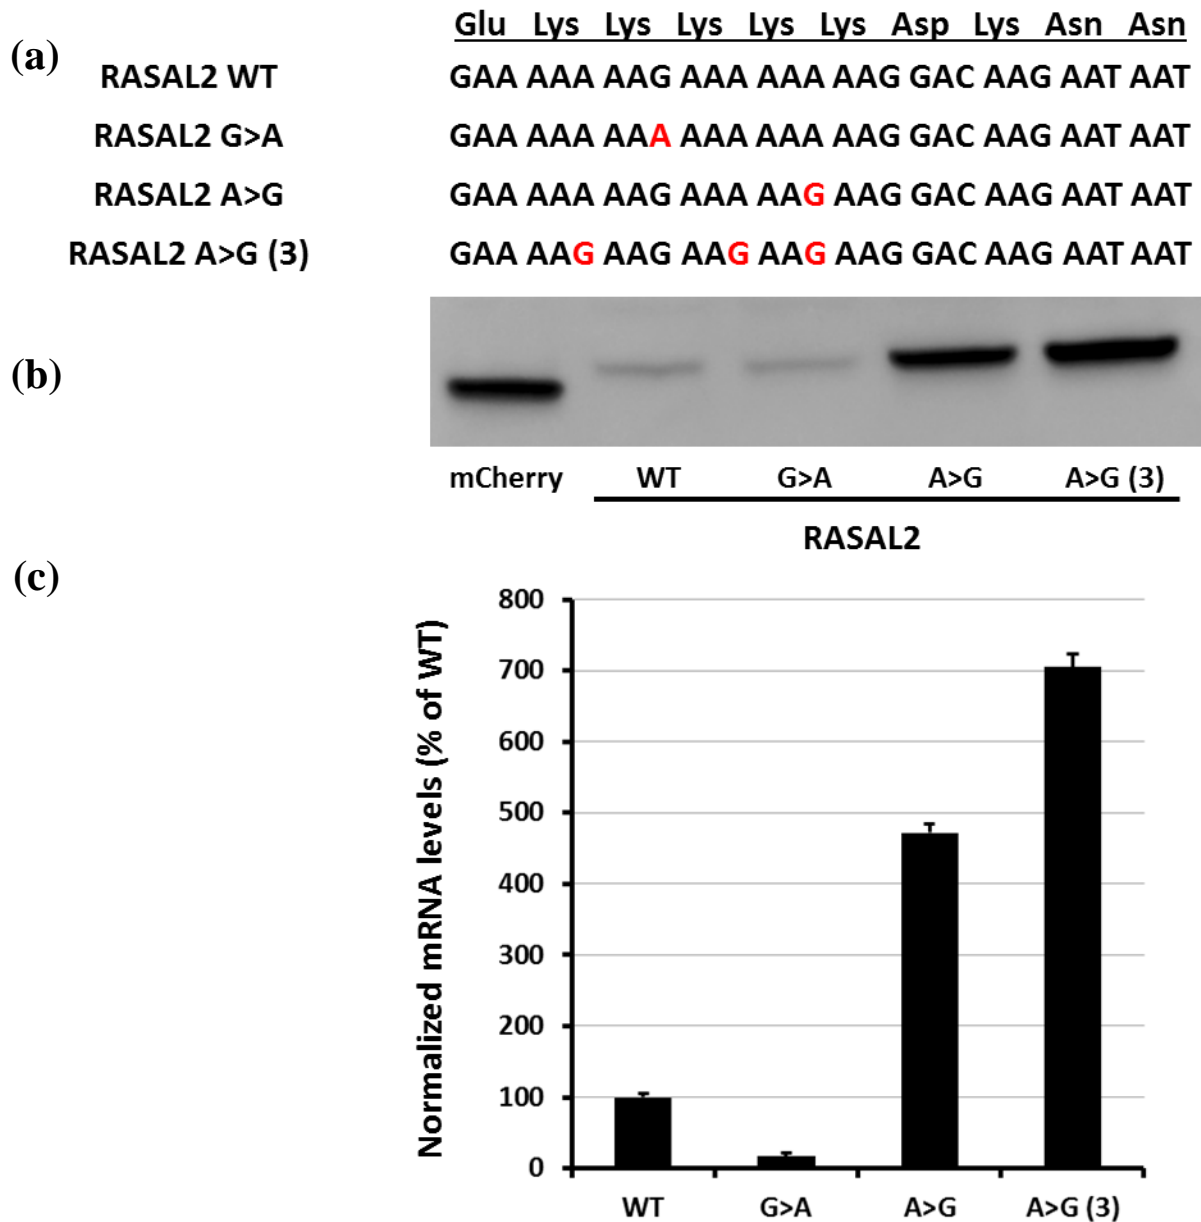 (a)
Glu Lys Lys Lys Lys Lys Asp Lys Asn Asn
RASAL2 WT GAA AAA AAG AAA AAA AAG GAC AAG AAT AAT
RASAL2 G>A GAA AAA AAA AAA AAA AAG GAC AAG AAT AAT
RASAL2 A>G GAA AAA AAG AAA AAG AAG GAC AAG AAT AAT
RASAL2 A>G (3) GAA AAG AAG AAG AAG AAG GAC AAG AAT AAT
(b)
mCherry WT G>A A>G A>G (3)
RASAL2
(c)
Normalized mRNA levels (% of WT)
800
700
600
500
400
300
200
100
0
WT G>A A>G A>G (3)